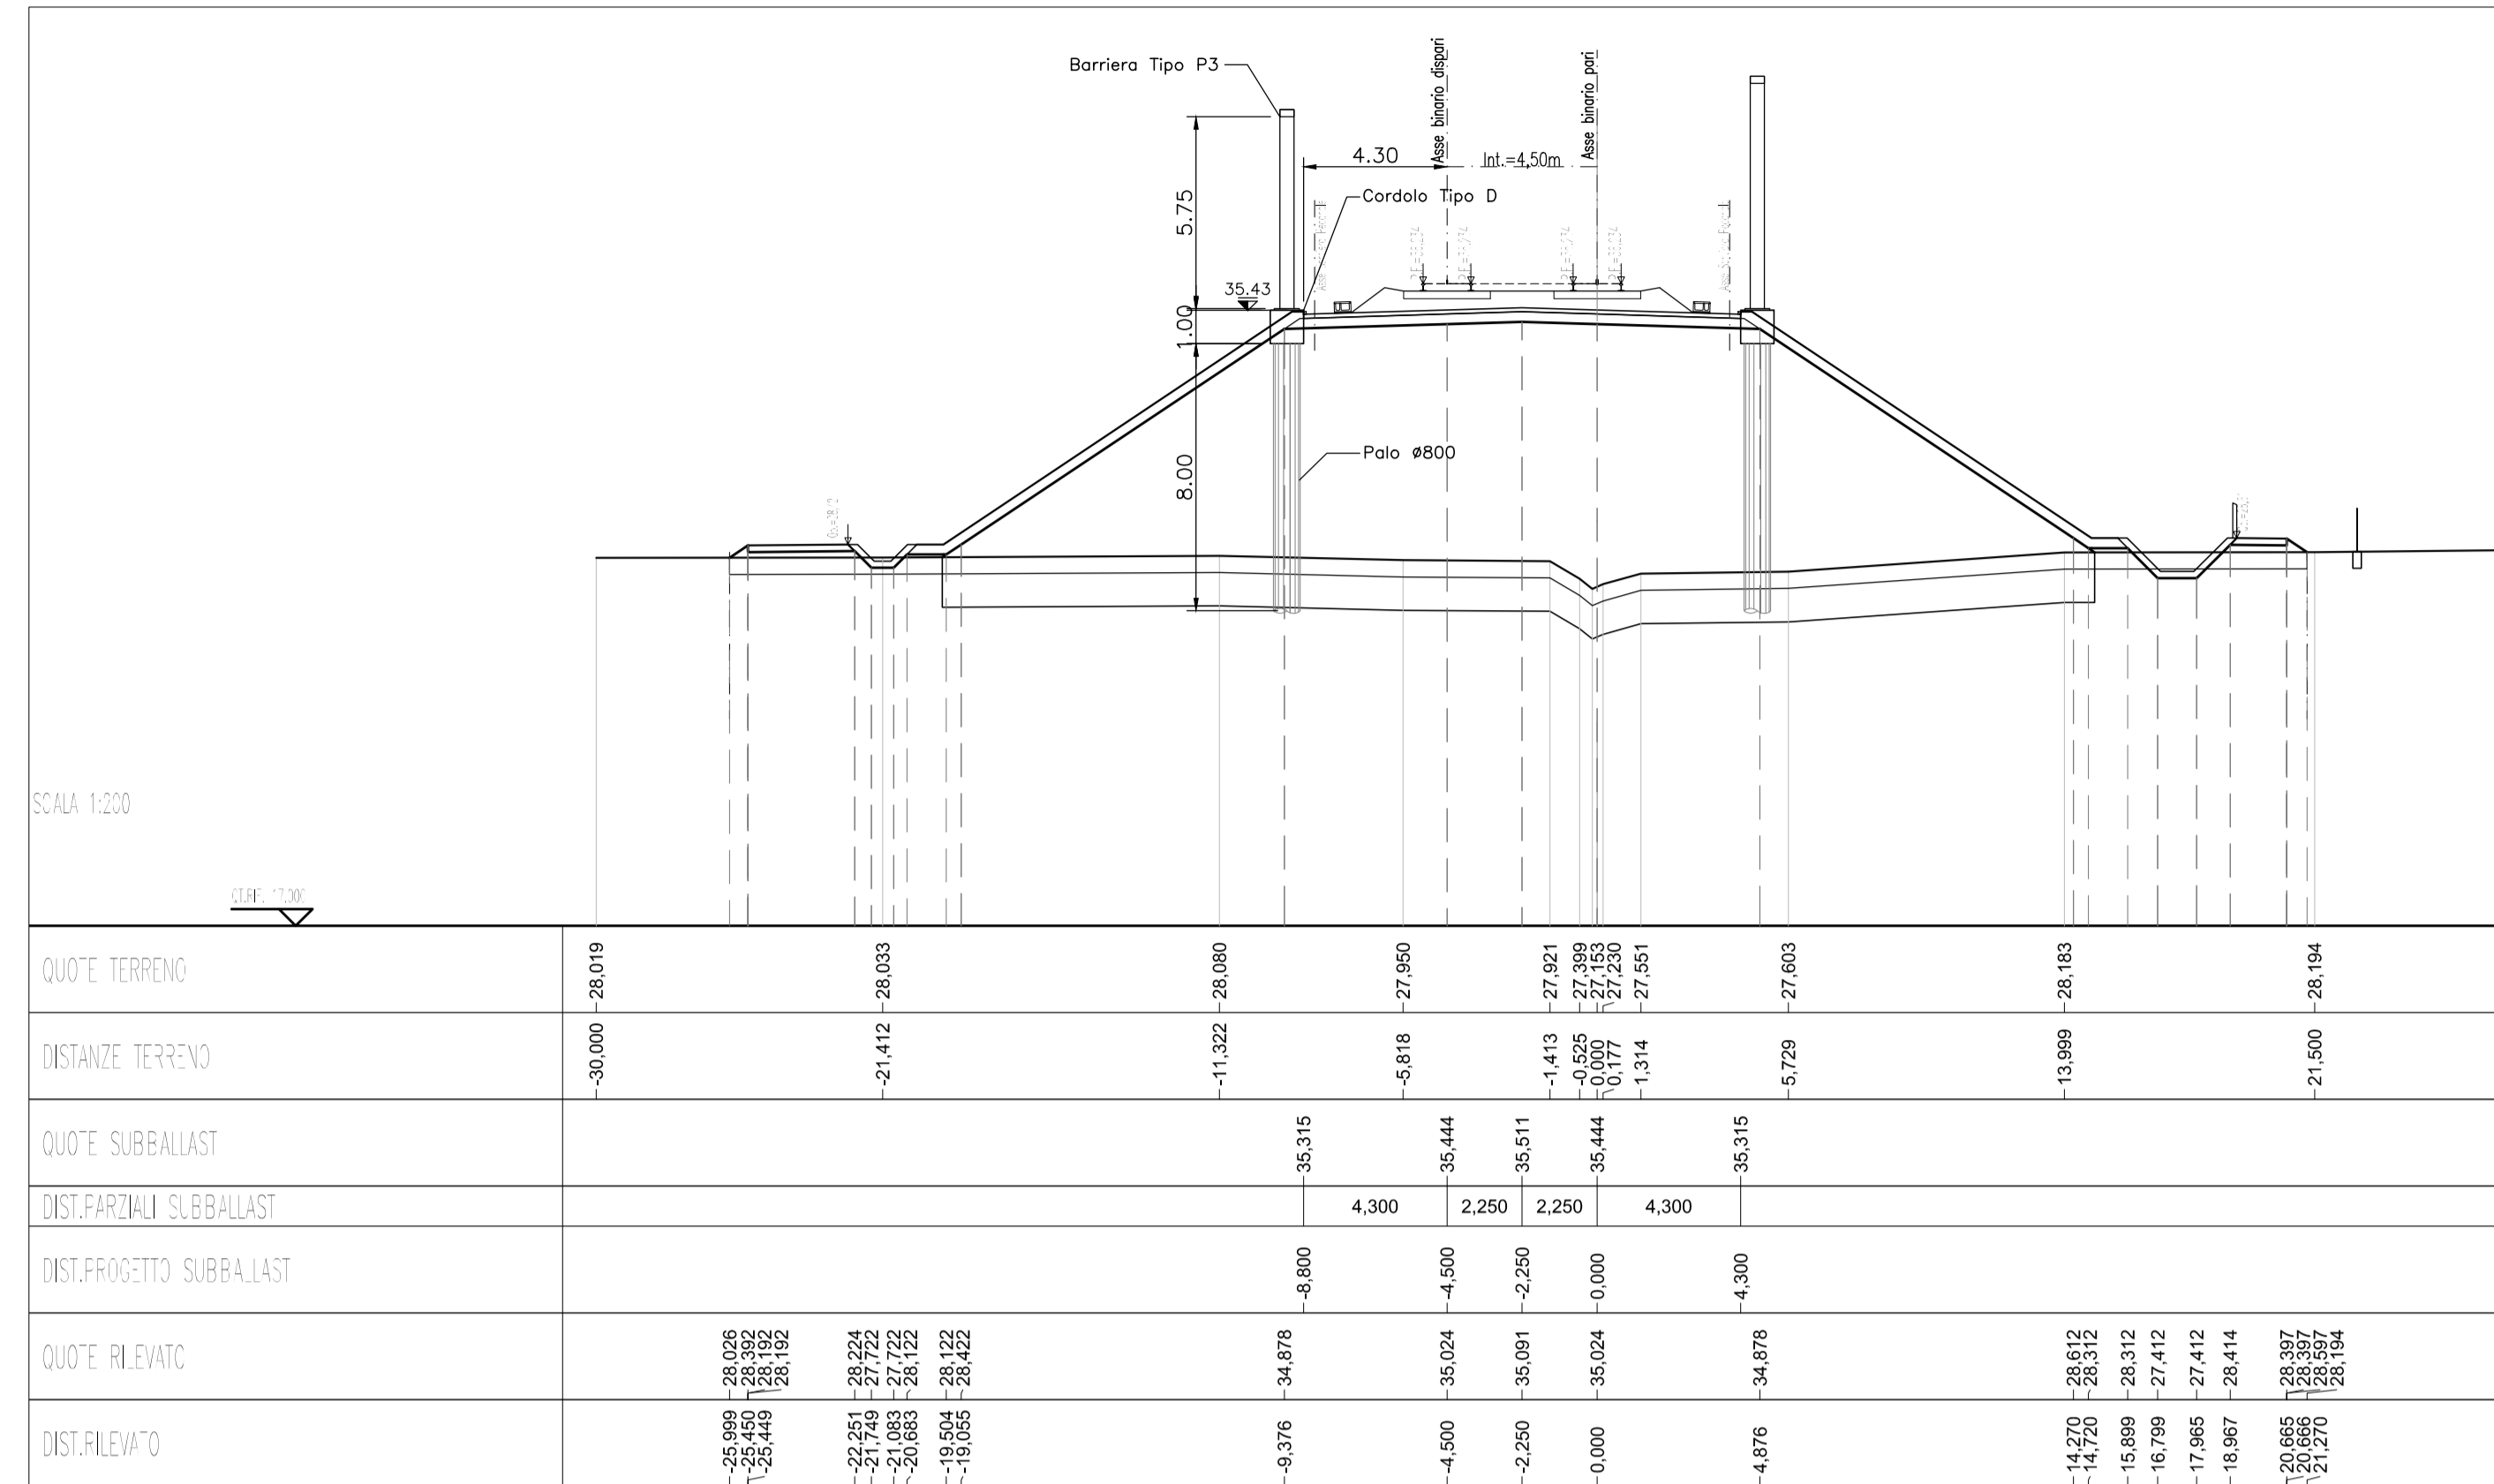 Asse binario dispari
Asse binario pari
Barriera Tipo P3
4.30
Int.=4,50m
Cordolo Tipo D
5.75
35.43
1.00
8.00
Palo Ø800
SCALA 1:200
QT.RIF. 17.000
QUOTE TERRENO
28,019 28,033 28,080 27,950 27,921 27,399 27,153 27,230 27,551 27,603 28,183 28,194
DISTANZE TERRENO
-30,000 -21,412 -11,322 -5,818 -1,413 -0,525 0,000 0,177 1,314 5,729 13,999 21,500
QUOTE SUBBALLAST
35,315 35,444 35,511 35,444 35,315
DIST.PARZIALI SUBBALLAST
4,300 2,250 2,250 4,300
DIST.PROGETTO SUBBALLAST
-8,800 -4,500 -2,250 0,000 4,300
QUOTE RILEVATO
28,026 28,392 28,192 28,192 28,224 27,722 27,722 28,122 28,122 28,422 34,878 35,024 35,091 35,024 34,878 28,612 28,312 28,312 27,412 27,412 28,414 28,397 28,397 28,597 28,194
DIST.RILEVATO
-25,999 -25,450 -25,449 -22,251 -21,749 -21,083 -20,683 -19,504 -19,055 -9,376 -4,500 -2,250 0,000 4,876 14,270 14,720 15,899 16,799 17,965 18,967 20,665 20,666 21,270